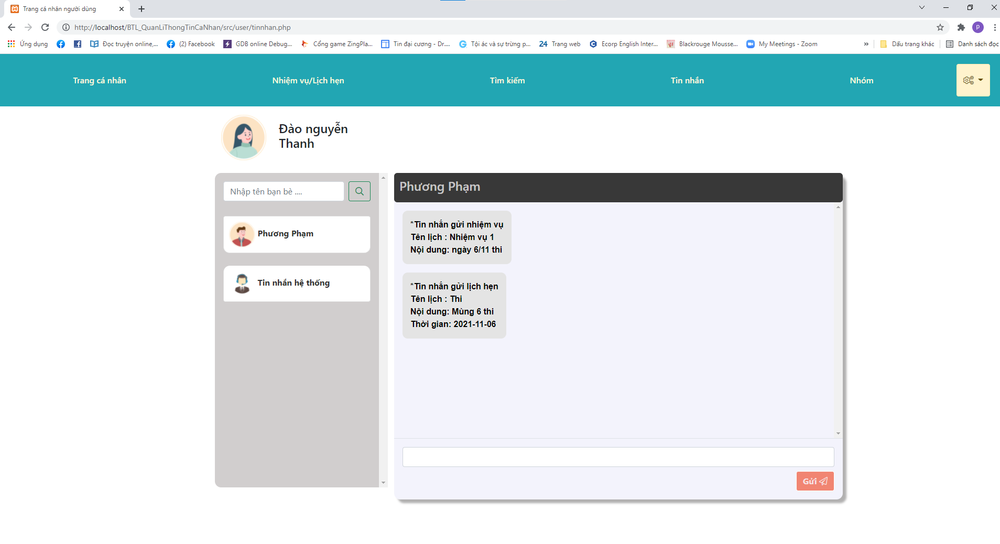 Trang cá nhân người dùng
http://localhost/BTL_QuanLiThongTinCaNhan/src/user/tinnhan.php
P
Ứng dụng
Đọc truyện online,...
(2) Facebook
GDB online Debug...
Cổng game ZingPla...
Tin đại cương - Dr....
Tội ác và sự trừng p...
24 Trang web
Ecorp English Inter...
Blackrouge Mousse...
My Meetings - Zoom
»
Dấu trang khác
Danh sách đọc
Trang cá nhân
Nhiệm vụ/Lịch hẹn
Tìm kiếm
Tin nhắn
Nhóm
Đào nguyễn
Thanh
Nhập tên bạn bè ....
Phương Phạm
Tin nhắn hệ thống
Phương Phạm
*Tin nhắn gửi nhiệm vụ
Tên lịch : Nhiệm vụ 1
Nội dung: ngày 6/11 thi
*Tin nhắn gửi lịch hẹn
Tên lịch : Thi
Nội dung: Mùng 6 thi
Thời gian: 2021-11-06
Gửi